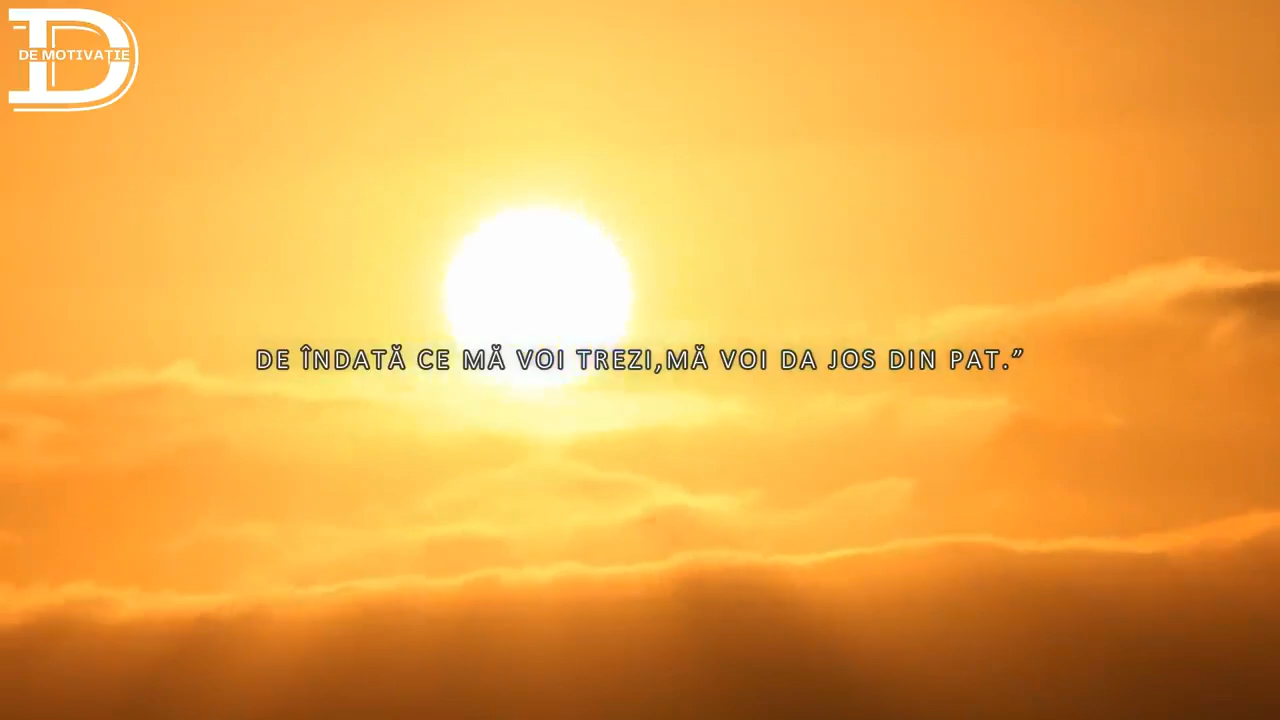 DE MOTIVAȚIE
DE ÎNDATĂ CE MĂ VOI TREZI,MĂ VOI DA JOS DIN PAT.”